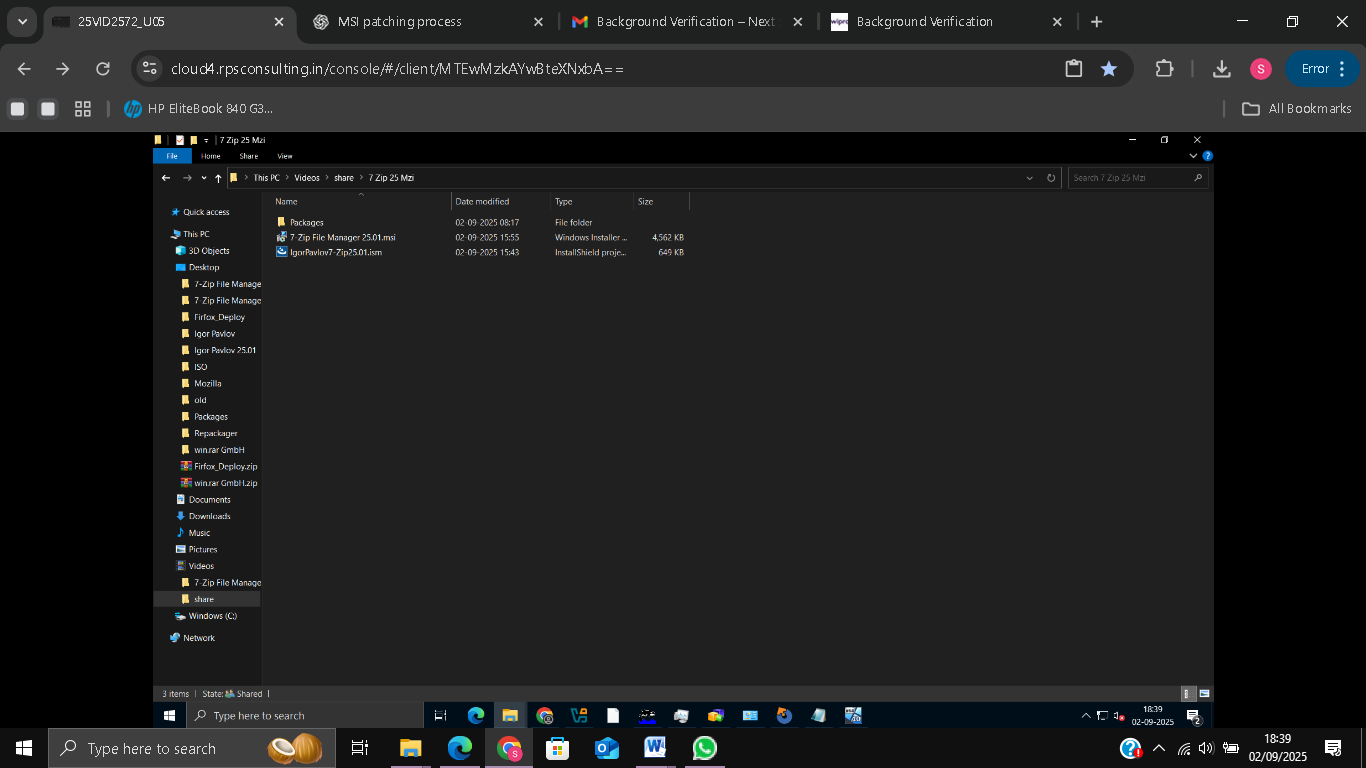 25VID2572_U05
MSI patching process
Background Verification – Next
Background Verification
cloud4.rpsconsulting.in/console/#/client/MTEwMzkAYwBteXNxbA==
S
Error
HP EliteBook 840 G3...
All Bookmarks
7 Zip 25 Mzi
File Home Share View
This PC Videos share 7 Zip 25 Mzi
Search 7 Zip 25 Mzi
Name Date modified Type Size
Packages 02-09-2025 08:17 File folder
7-Zip File Manager 25.01.msi 02-09-2025 15:55 Windows Installer ... 4,562 KB
IgorPavlov7-Zip25.01.ism 02-09-2025 15:43 InstallShield proje... 649 KB
Quick access
This PC
3D Objects
Desktop
7-Zip File Manage
7-Zip File Manage
Firfox_Deploy
Igor Pavlov
Igor Pavlov 25.01
ISO
Mozilla
old
Packages
Repackager
win.rar GmbH
Firfox_Deploy.zip
win.rar GmbH.zip
Documents
Downloads
Music
Pictures
Videos
7-Zip File Manage
share
Windows (C:)
Network
3 items State: Shared
Type here to search
18:39
02-09-2025
2
Type here to search
S
18:39
02/09/2025